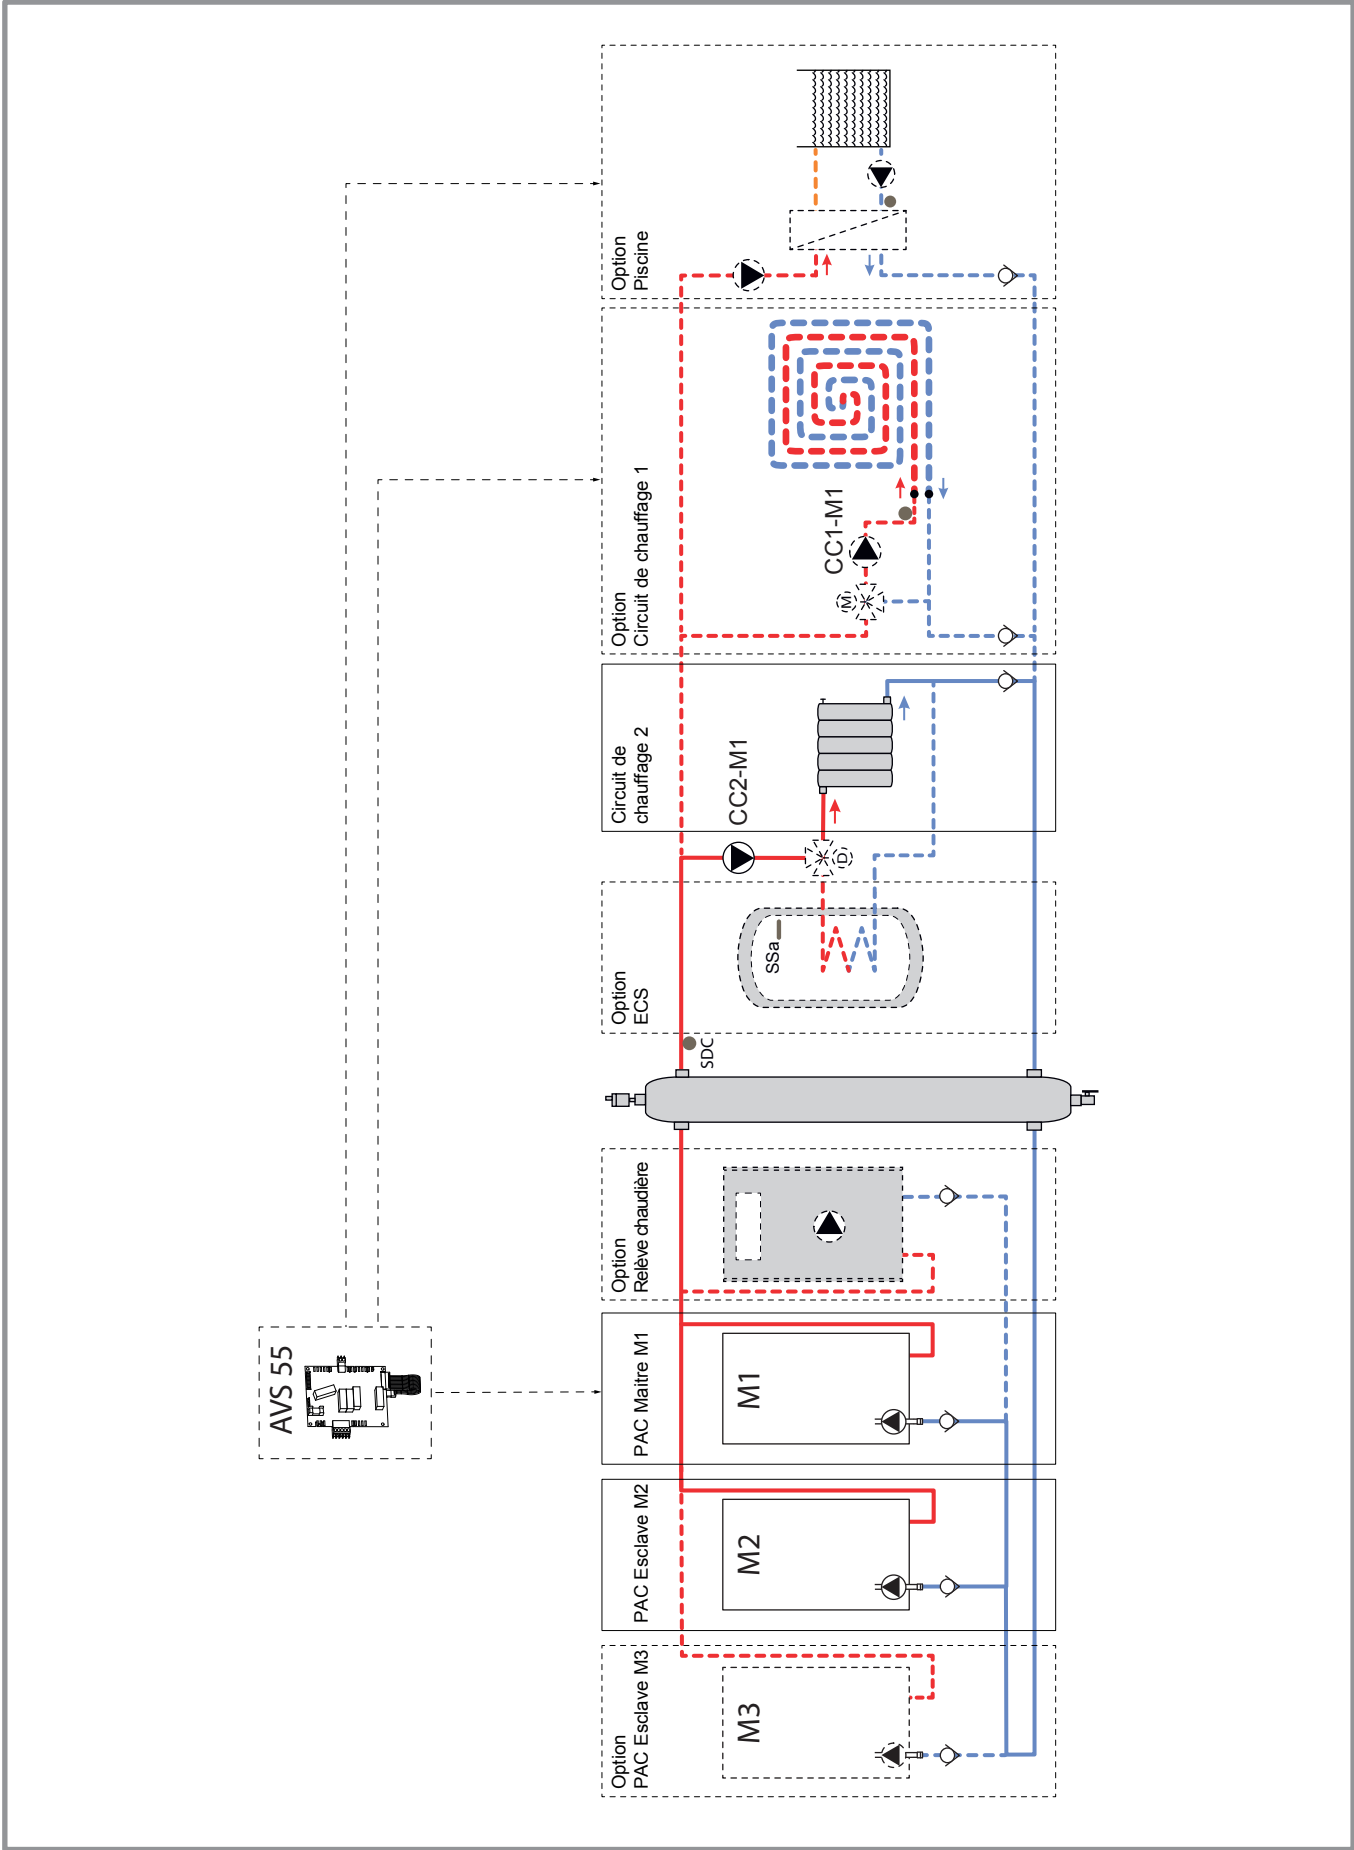 AVS 55
Option
PAC Esclave M3
M3
PAC Esclave M2
M2
PAC Maitre M1
M1
Option
Relève chaudière
SDC
Option
ECS
SSa
D
CC2-M1
Circuit de
chauffage 2
Option
Circuit de chauffage 1
M
CC1-M1
Option
Piscine